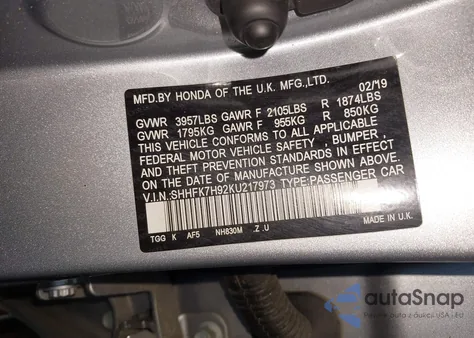 MFD.BY HONDA OF THE U.K. MFG.,LTD. 02/19
GVWR 3957LBS GAWR F 2105LBS R 1874LBS
GVWR 1795KG GAWR F 955KG R 850KG
THIS VEHICLE CONFORMS TO ALL APPLICABLE
FEDERAL MOTOR VEHICLE SAFETY , BUMPER ,
AND THEFT PREVENTION STANDARDS IN EFFECT
ON THE DATE OF MANUFACTURE SHOWN ABOVE .
V.I.N.:SHHFK7H92KU217973 TYPE:PASSENGER CAR
TGG K AF5 NH830M .Z .U
MADE IN U.K.
autoSnap